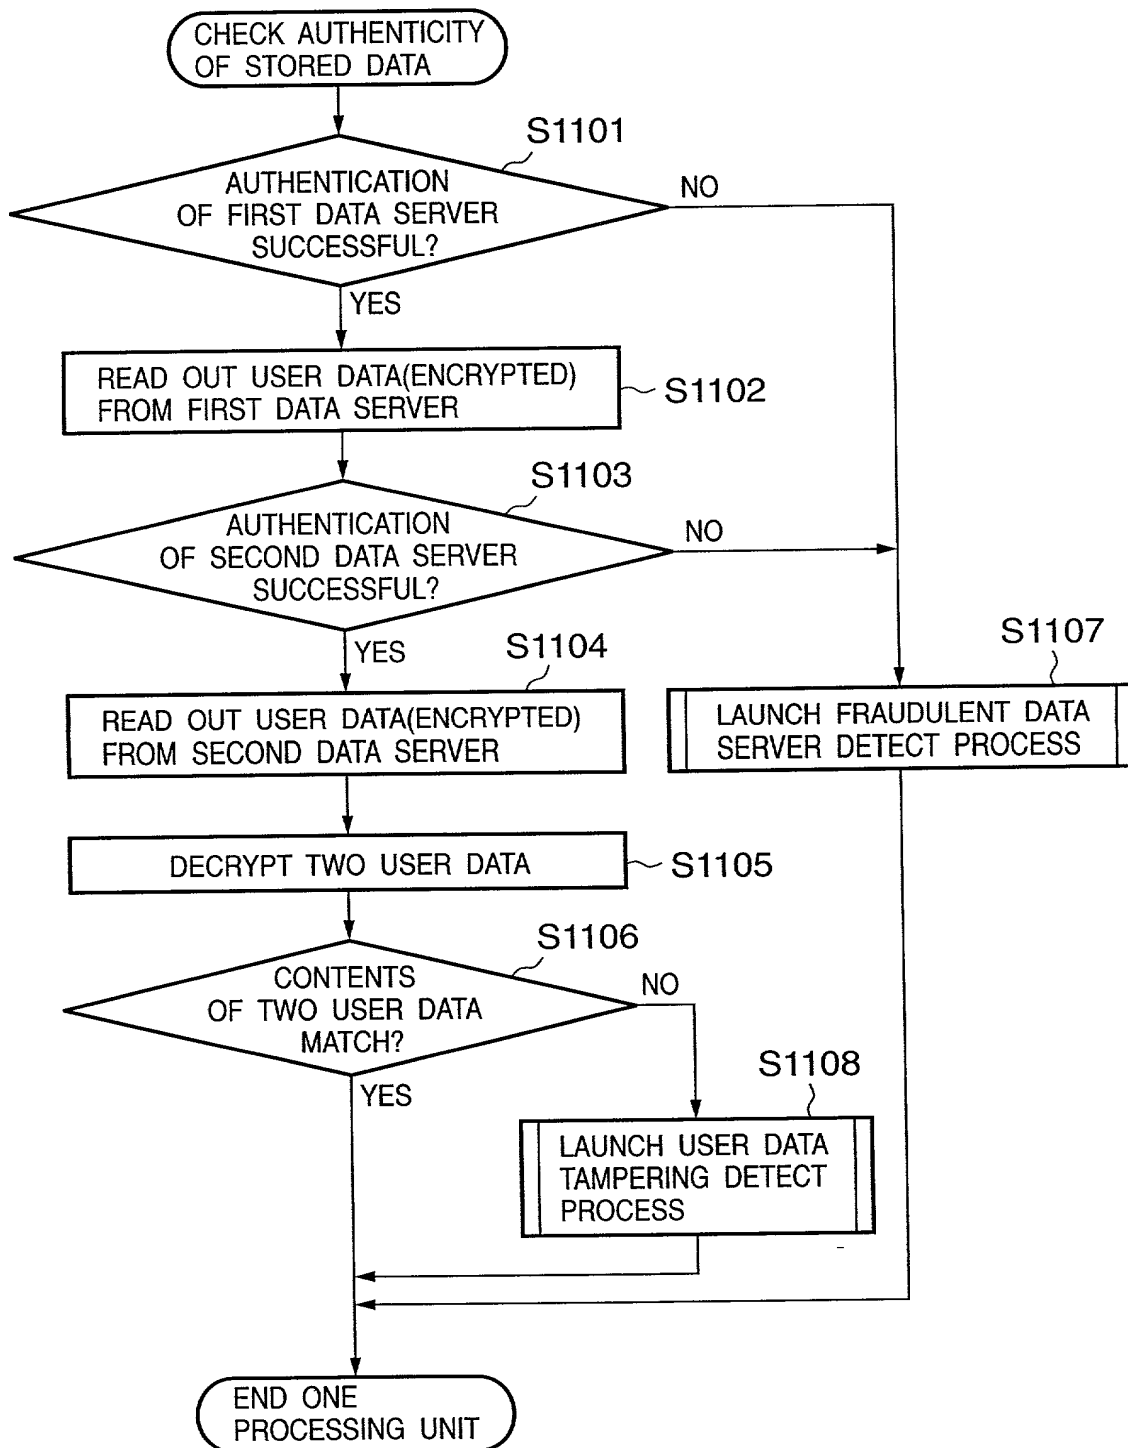 CHECK AUTHENTICITY
OF STORED DATA
S1101
AUTHENTICATION
OF FIRST DATA SERVER
SUCCESSFUL?
NO
YES
READ OUT USER DATA(ENCRYPTED)
FROM FIRST DATA SERVER
S1102
S1103
AUTHENTICATION
OF SECOND DATA SERVER
SUCCESSFUL?
NO
YES
S1104
READ OUT USER DATA(ENCRYPTED)
FROM SECOND DATA SERVER
S1107
LAUNCH FRAUDULENT DATA
SERVER DETECT PROCESS
DECRYPT TWO USER DATA
S1105
S1106
CONTENTS
OF TWO USER DATA
MATCH?
NO
YES
S1108
LAUNCH USER DATA
TAMPERING DETECT
PROCESS
END ONE
PROCESSING UNIT